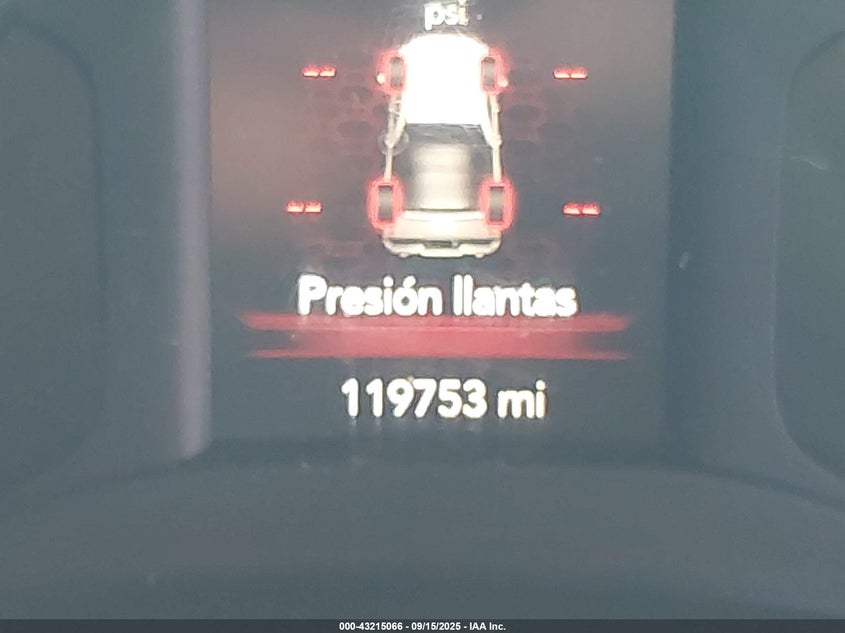 psi
-- --
-- --
Presión llantas
119753 mi
000-43215066 - 09/15/2025 - IAA Inc.